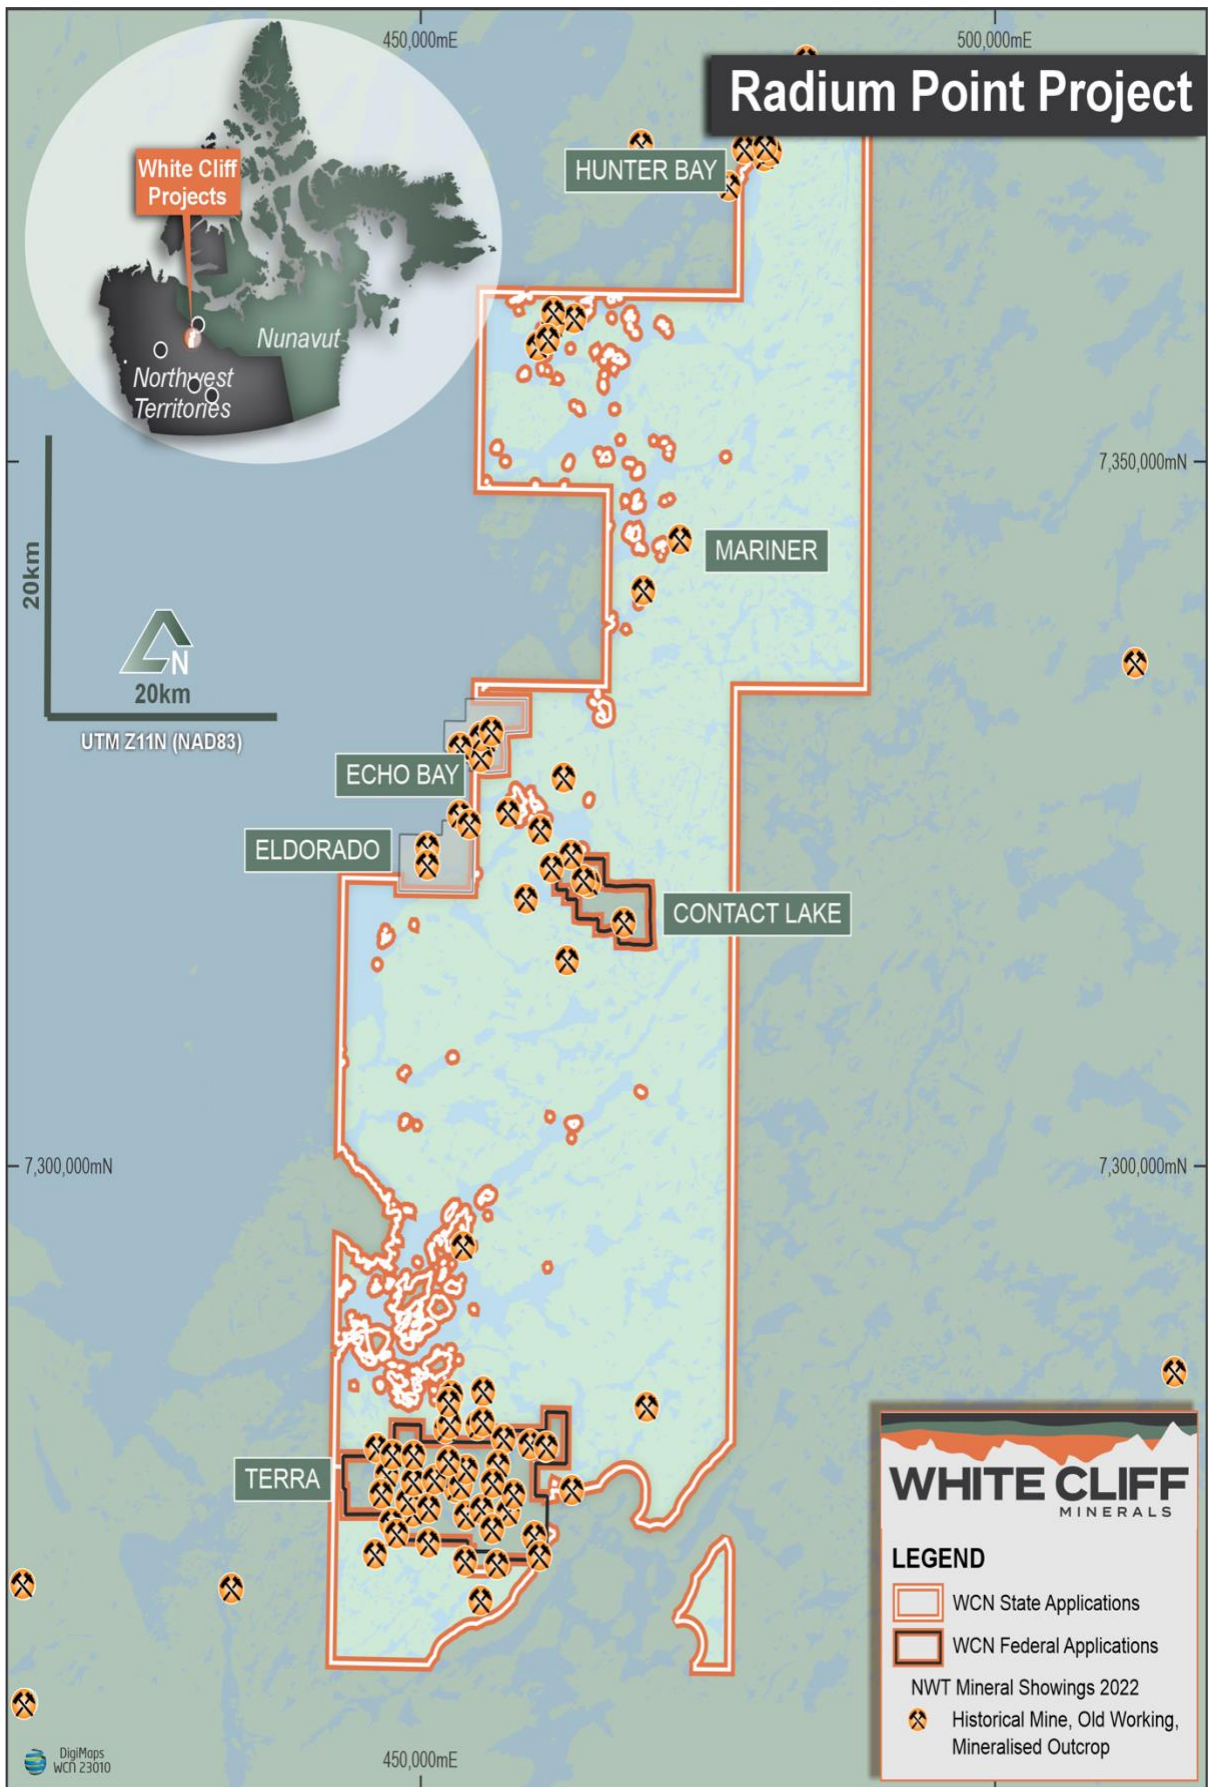 450,000mE
500,000mE
Radium Point Project
White Cliff
Projects
Nunavut
Northwest
Territories
HUNTER BAY
7,350,000mN
MARINER
20km
N
20km
UTM Z11N (NAD83)
ECHO BAY
ELDORADO
CONTACT LAKE
7,300,000mN
7,300,000mN
TERRA
WHITE CLIFF
MINERALS
LEGEND
WCN State Applications
WCN Federal Applications
NWT Mineral Showings 2022
Historical Mine, Old Working,
Mineralised Outcrop
DigiMaps
WCN 23010
450,000mE